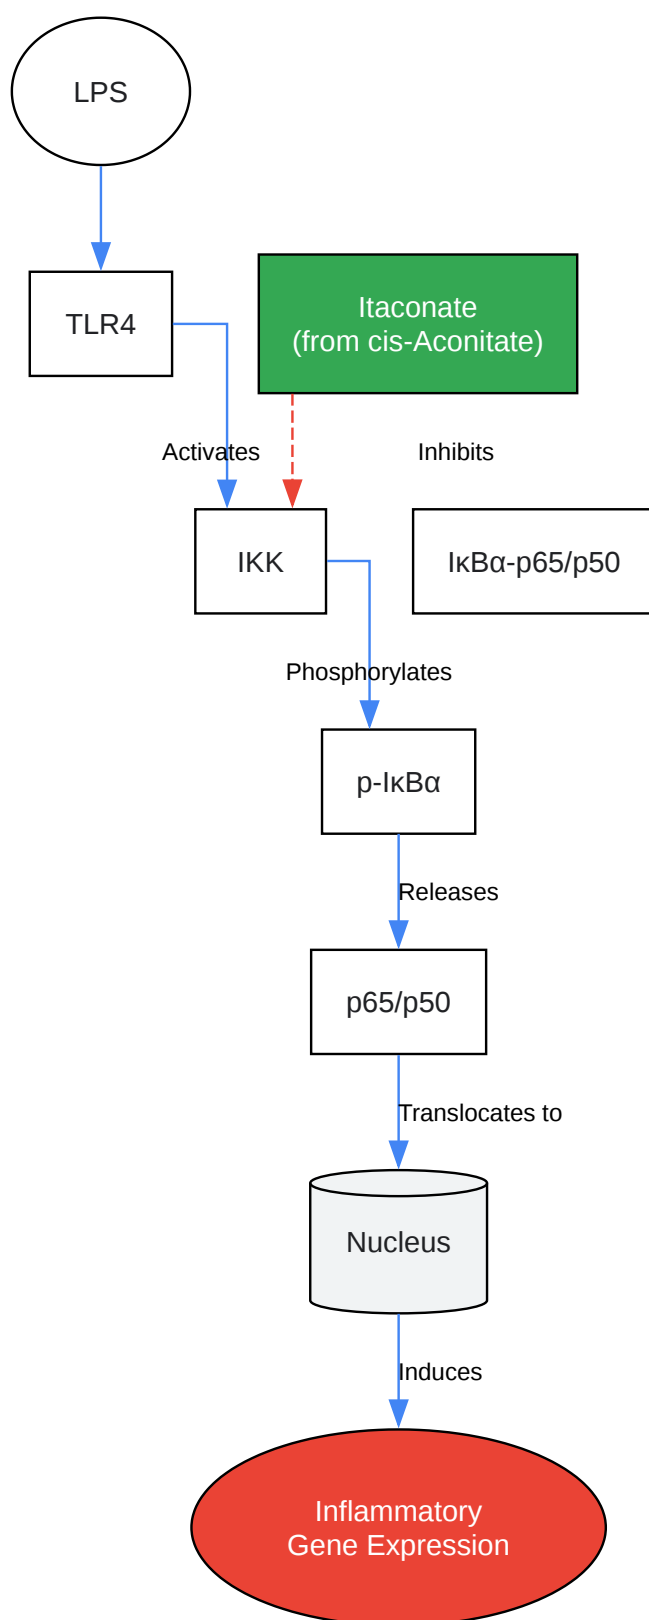 LPS
TLR4
Itaconate
(from cis-Aconitate)
Activates
Inhibits
IKK
IκBα-p65/p50
Phosphorylates
p-IκBα
Releases
p65/p50
Translocates to
Nucleus
Induces
Inflammatory
Gene Expression